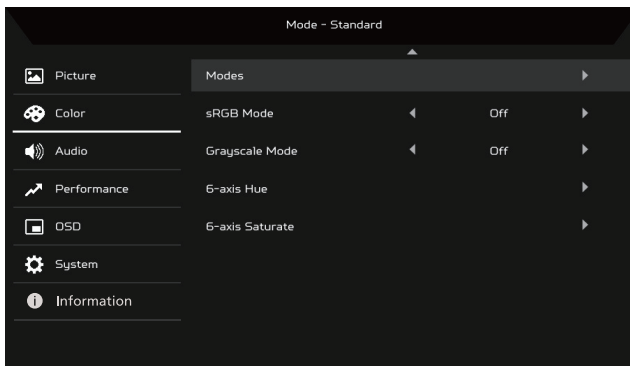 Mode - Standard
Picture
Modes
Color
sRGB Mode
Off
Audio
Grayscale Mode
Off
Performance
6-axis Hue
OSD
6-axis Saturate
System
Information